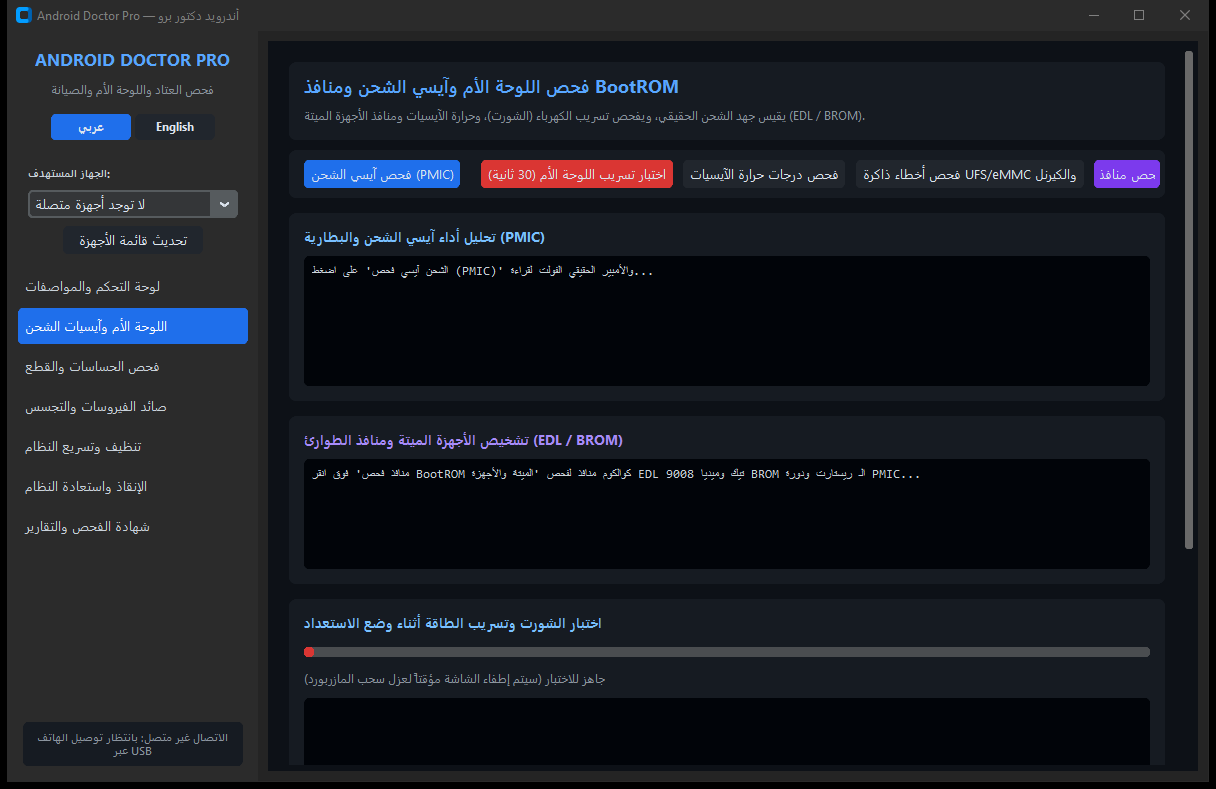 Android Doctor Pro — أندرويد دكتور برو
ANDROID DOCTOR PRO
فحص العتاد واللوحة الأم والصيانة
عربي
English
الجهاز المستهدف:
لا توجد أجهزة متصلة
تحديث قائمة الأجهزة
لوحة التحكم والمواصفات
اللوحة الأم وآيسيات الشحن
فحص الحساسات والقطع
صائد الفيروسات والتجسس
تنظيف وتسريع النظام
الإنقاذ واستعادة النظام
شهادة الفحص والتقارير
الاتصال غير متصل: بانتظار توصيل الهاتف
عبر USB
فحص اللوحة الأم وآيسي الشحن ومنافذ BootROM
يقيس جهد الشحن الحقيقي، ويفحص تسريب الكهرباء (الشورت)، وحرارة الآيسيات ومنافذ الأجهزة الميتة (EDL / BROM).
فحص آيسي الشحن (PMIC)
اختبار تسريب اللوحة الأم (30 ثانية)
فحص درجات حرارة الآيسيات
فحص أخطاء ذاكرة UFS/eMMC والكيرنل
حص منافذ
تحليل أداء آيسي الشحن والبطارية (PMIC)
اضغط على 'فحص آيسي الشحن (PMIC)' لقراءة الفولت الحقيقي والأمبير...
تشخيص الأجهزة الميتة ومنافذ الطوارئ (EDL / BROM)
انقر فوق 'فحص منافذ BootROM والأجهزة الميتة' لفحص منافذ كوالكوم EDL 9008 وميديا تيك BROM ودورة ريستارت الـ PMIC...
اختبار الشورت وتسريب الطاقة أثناء وضع الاستعداد
جاهز للاختبار (سيتم إطفاء الشاشة مؤقتاً لعزل سحب المازربورد)